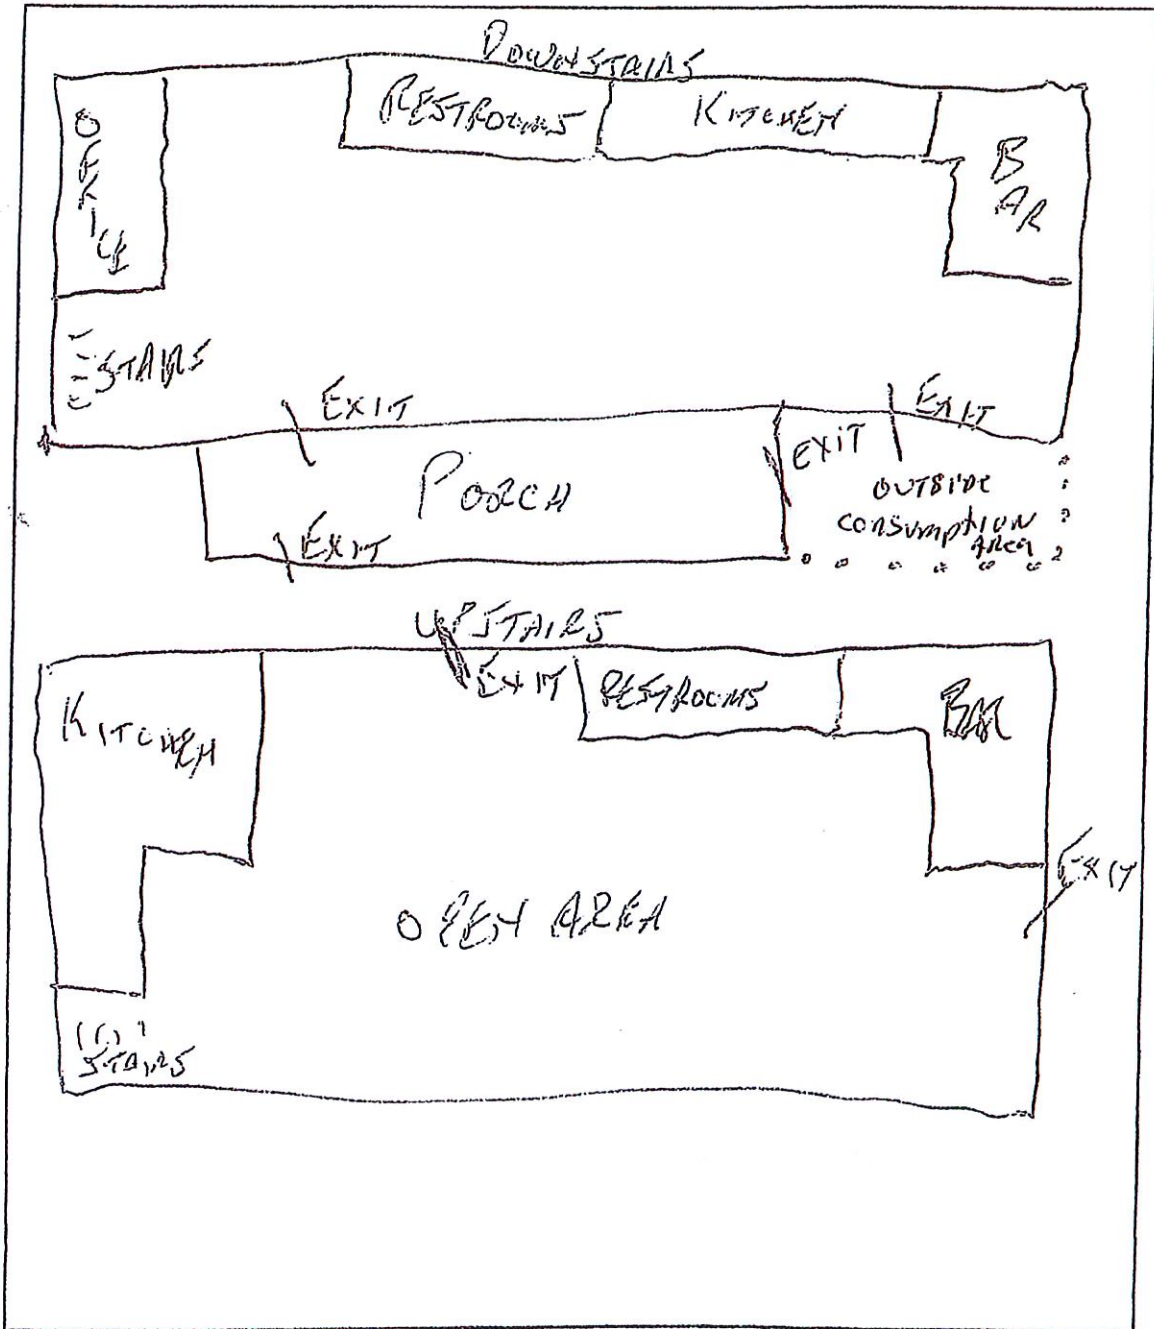 DOWNSTAIRS
OFFICE
RESTROOMS
KITCHEN
BAR
STAIRS
EXIT
EXIT
EXIT
PORCH
OUTSIDE
CONSUMPTION
AREA
EXIT
UPSTAIRS
KITCHEN
EXIT
RESTROOMS
BAR
EXIT
OPEN AREA
STAIRS